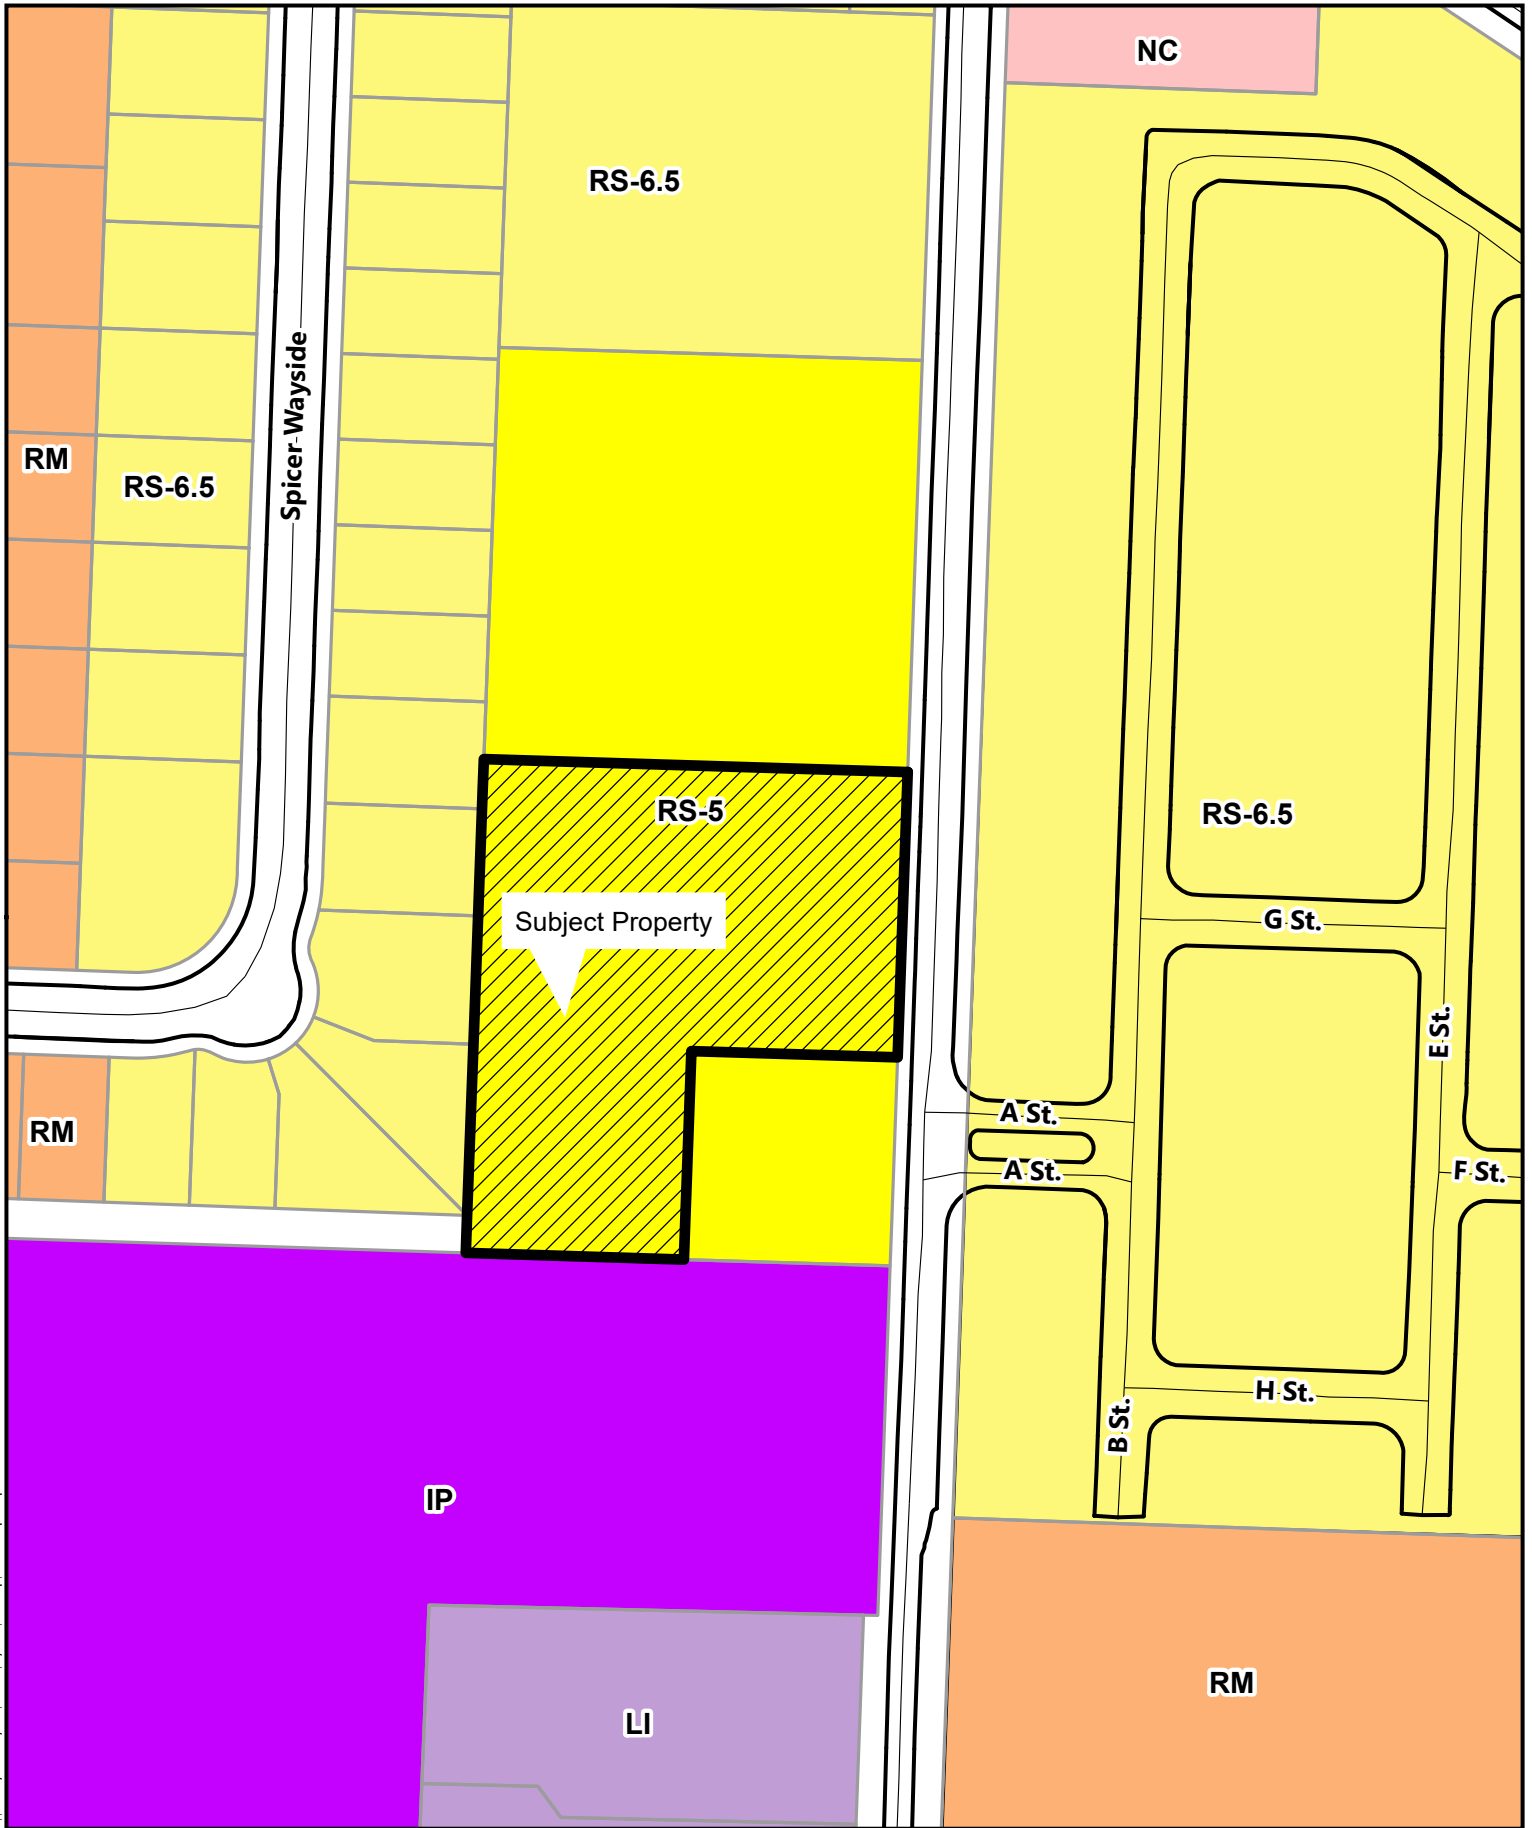 NC
RS-6.5
Spicer-Wayside
RM
RS-6.5
RS-5
RS-6.5
Subject Property
G St.
E St.
A St.
RM
A St.
F St.
H St.
B St.
IP
RM
LI